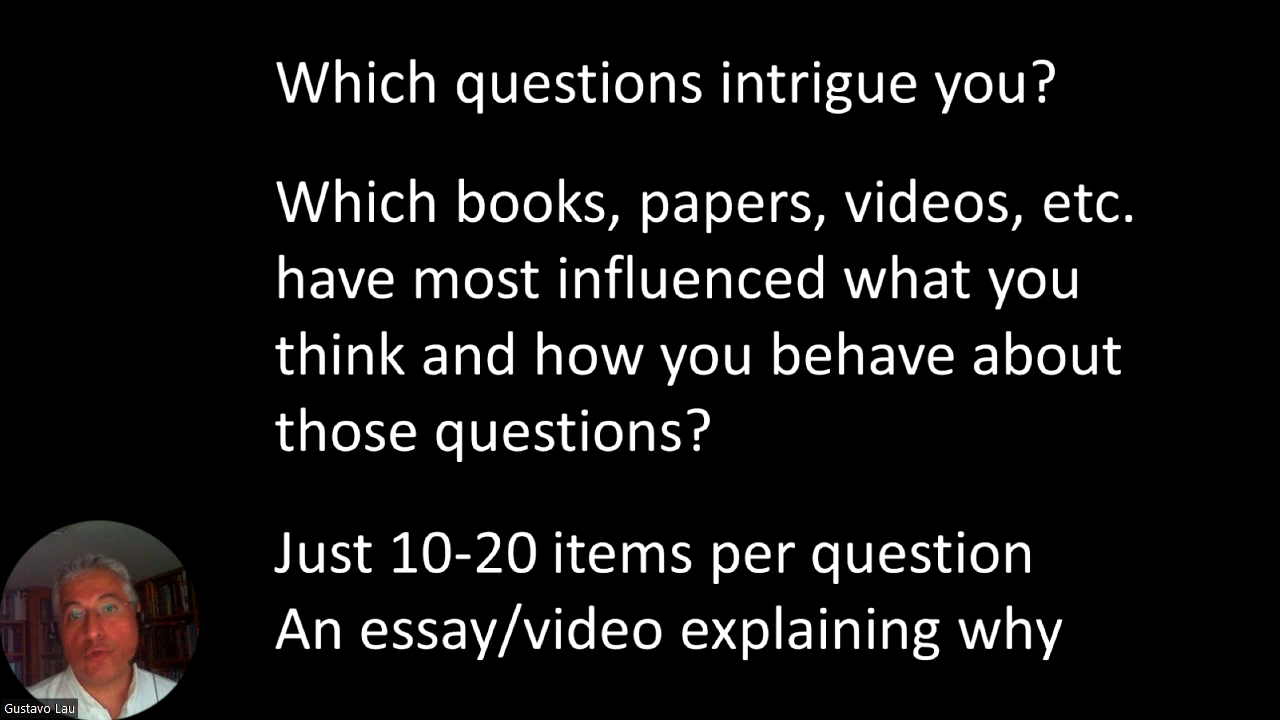 Which questions intrigue you?
Which books, papers, videos, etc.
have most influenced what you
think and how you behave about
those questions?
Just 10-20 items per question
An essay/video explaining why
Gustavo Lau